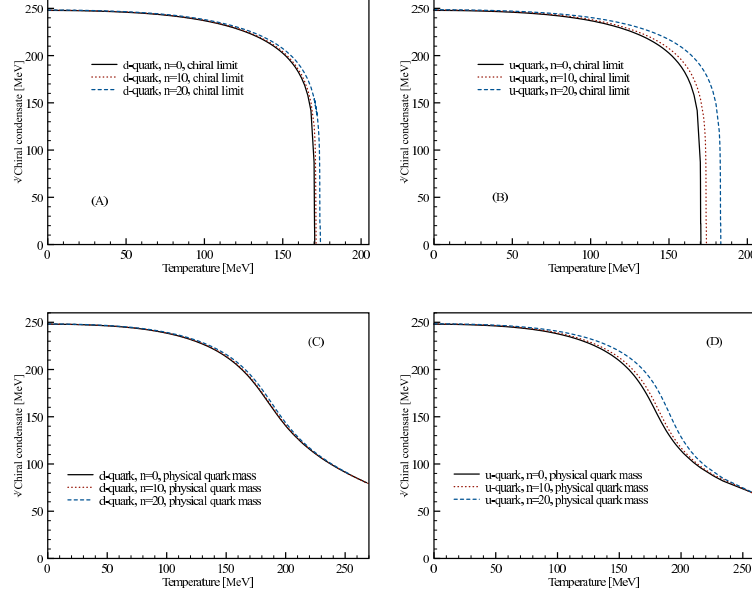 250
200
150
100
50
0
∛Chiral condensate [MeV]
d-quark, n=0, chiral limit
d-quark, n=10, chiral limit
d-quark, n=20, chiral limit
(A)
0 50 100 150 200
Temperature [MeV]
250
200
150
100
50
0
∛Chiral condensate [MeV]
u-quark, n=0, chiral limit
u-quark, n=10, chiral limit
u-quark, n=20, chiral limit
(B)
0 50 100 150 200
Temperature [MeV]
250
200
150
100
50
0
∛Chiral condensate [MeV]
(C)
d-quark, n=0, physical quark mass
d-quark, n=10, physical quark mass
d-quark, n=20, physical quark mass
0 50 100 150 200 250
Temperature [MeV]
250
200
150
100
50
0
∛Chiral condensate [MeV]
(D)
u-quark, n=0, physical quark mass
u-quark, n=10, physical quark mass
u-quark, n=20, physical quark mass
0 50 100 150 200 250
Temperature [MeV]